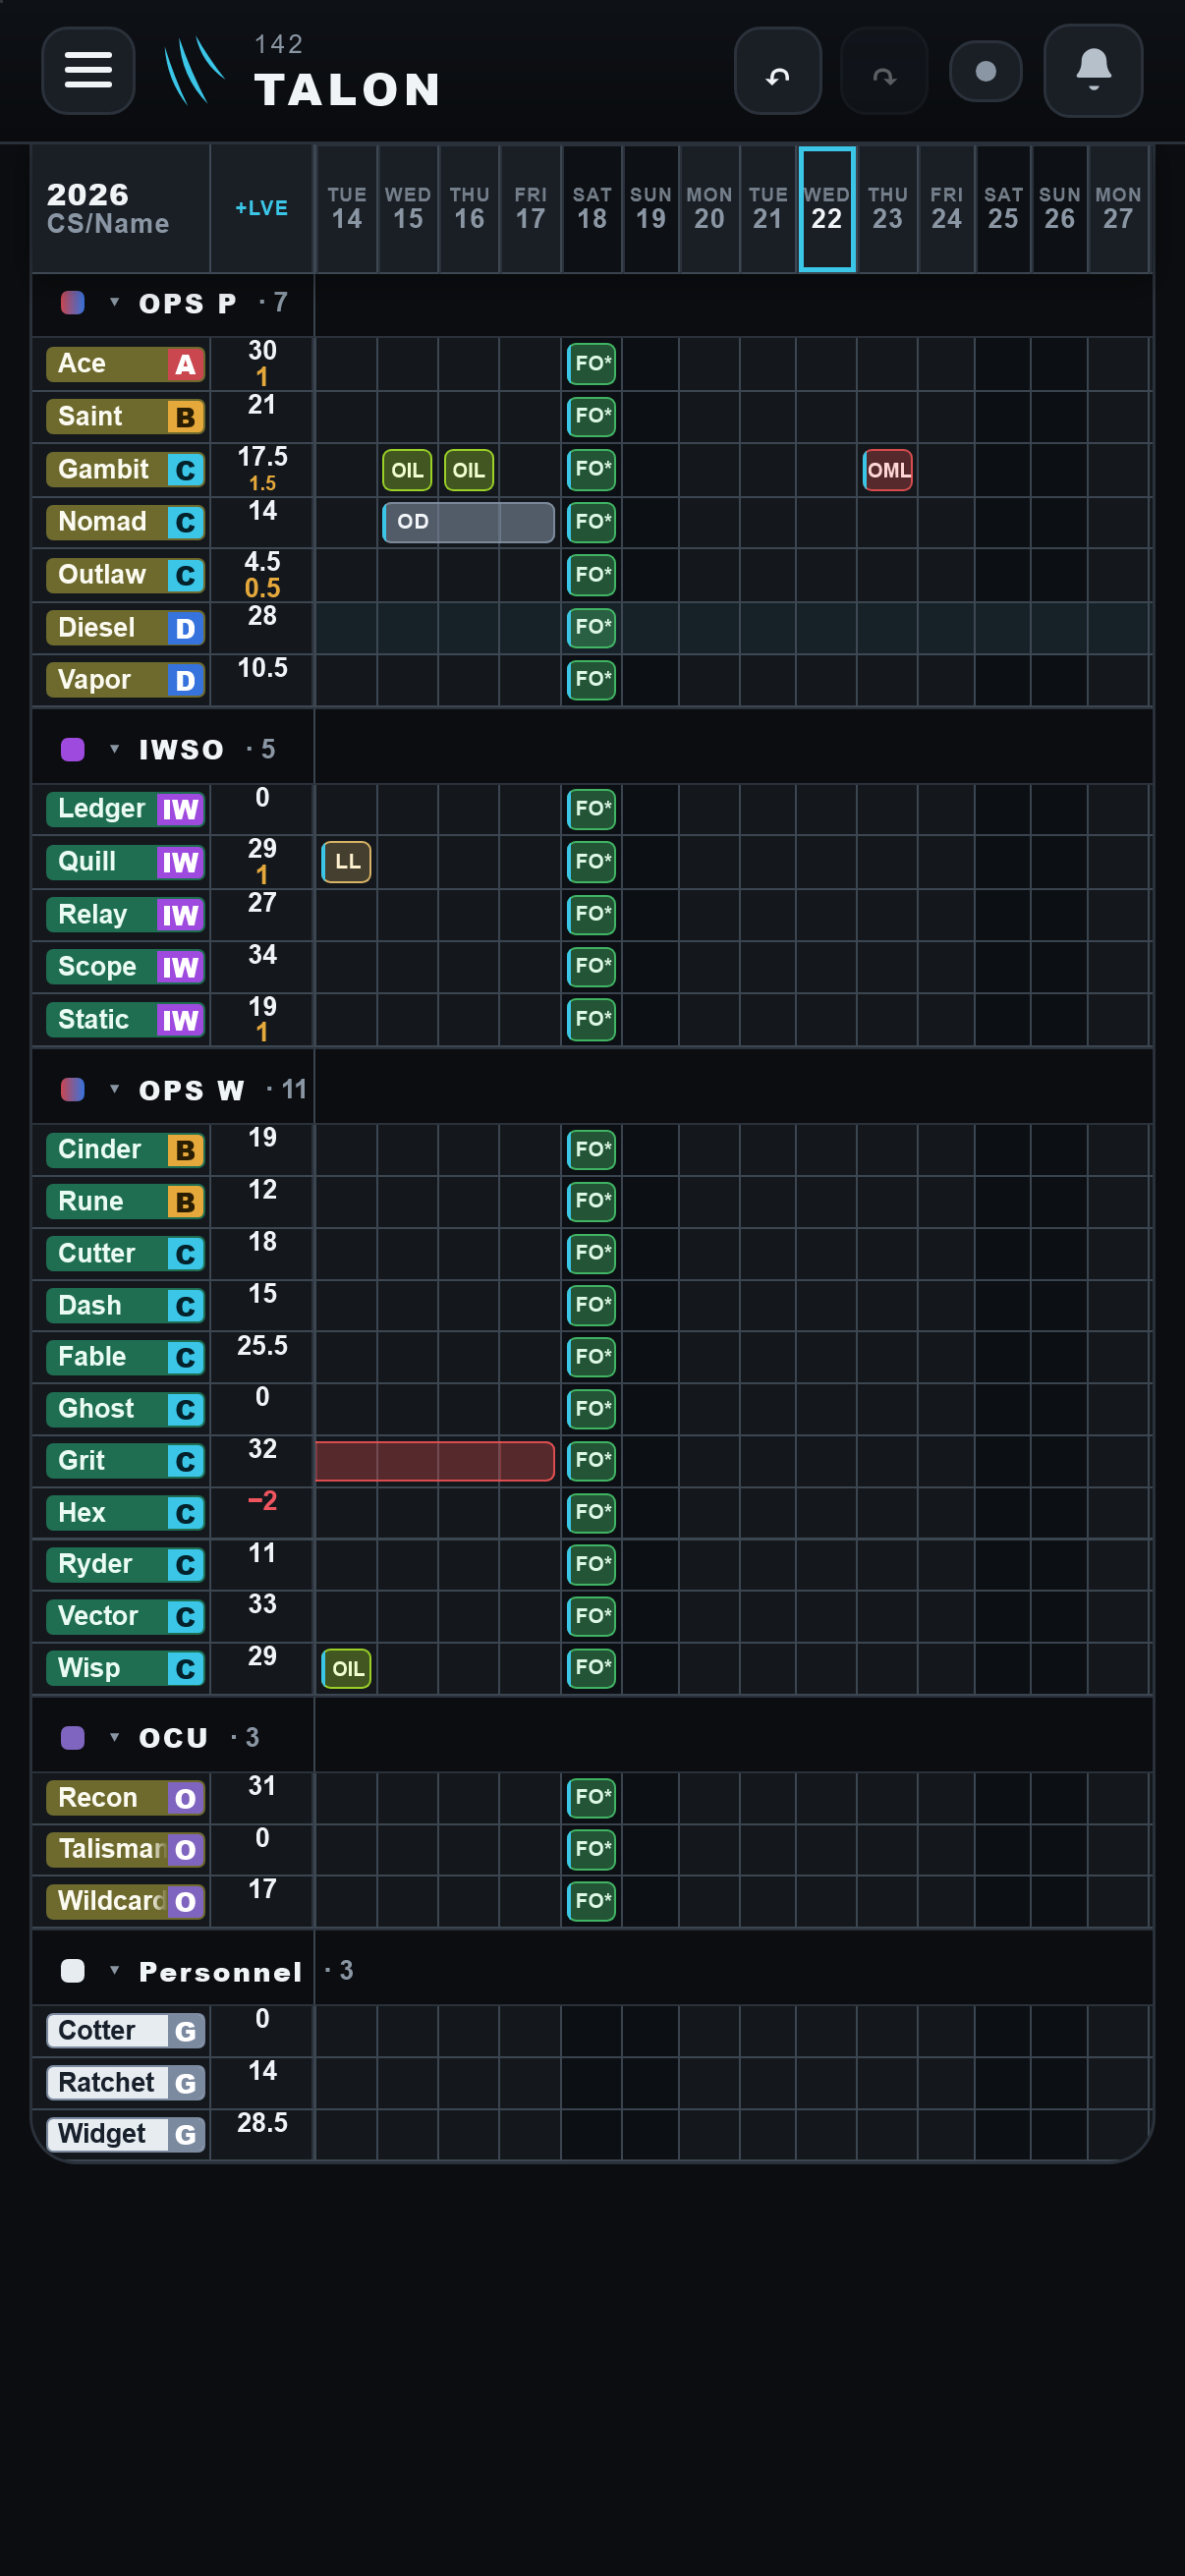 142
TALON
2026
CS/Name
+LVE
TUE 14
WED 15
THU 16
FRI 17
SAT 18
SUN 19
MON 20
TUE 21
WED 22
THU 23
FRI 24
SAT 25
SUN 26
MON 27
OPS P · 7
Ace A 30 1 FO*
Saint B 21 FO*
Gambit C 17.5 1.5 OIL OIL FO* OML
Nomad C 14 OD FO*
Outlaw C 4.5 0.5 FO*
Diesel D 28 FO*
Vapor D 10.5 FO*
IWSO · 5
Ledger IW 0 FO*
Quill IW 29 1 LL FO*
Relay IW 27 FO*
Scope IW 34 FO*
Static IW 19 1 FO*
OPS W · 11
Cinder B 19 FO*
Rune B 12 FO*
Cutter C 18 FO*
Dash C 15 FO*
Fable C 25.5 FO*
Ghost C 0 FO*
Grit C 32 FO*
Hex C −2 FO*
Ryder C 11 FO*
Vector C 33 FO*
Wisp C 29 OIL FO*
OCU · 3
Recon O 31 FO*
Talisman O 0 FO*
Wildcard O 17 FO*
Personnel · 3
Cotter G 0
Ratchet G 14
Widget G 28.5